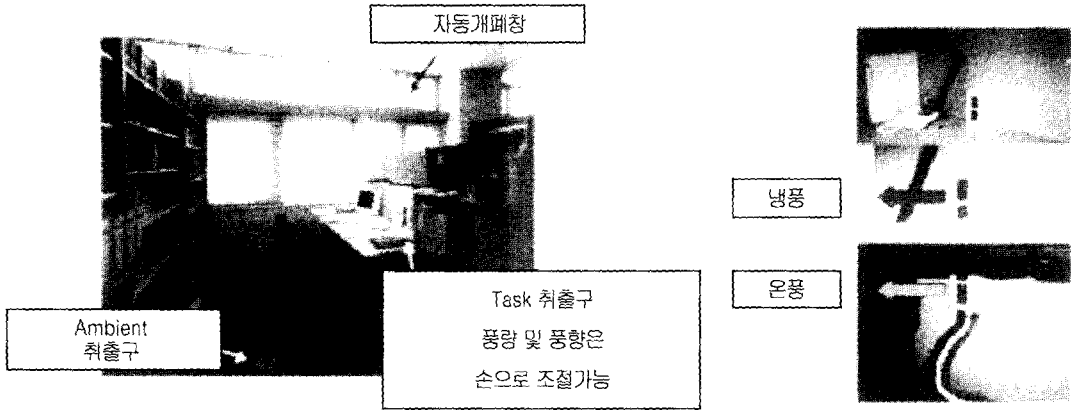 자동개폐창
냉풍
온풍
Ambient
취출구
Task 취출구
풍량 및 풍향은
손으로 조절가능